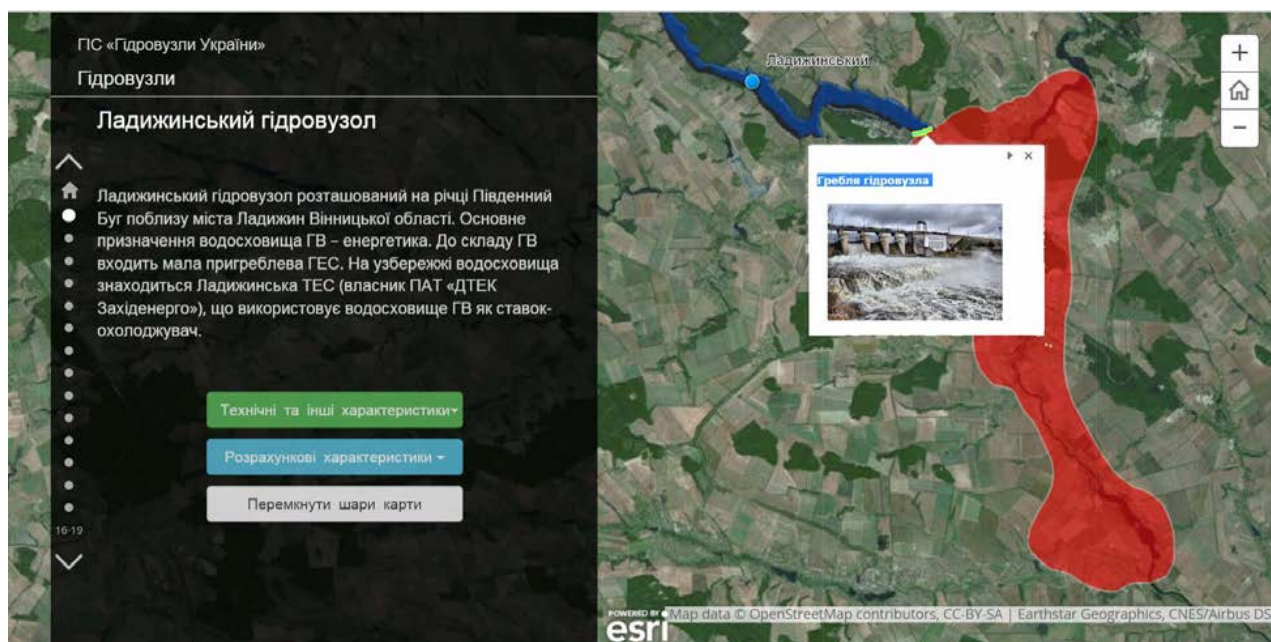 ГІС «Гідровузли України»
Гідровузли
Ладижинський гідровузол
Ладижинський гідровузол розташований на річці Південний
Буг поблизу міста Ладижин Вінницької області. Основне
призначення водосховища ГВ – енергетика. До складу ГВ
входить мала пригреблева ГЕС. На узбережжі водосховища
знаходиться Ладижинська ТЕС (власник ПАТ «ДТЕК
Західенерго»), що використовує водосховище ГВ як ставок-
охолоджувач.
Технічні та інші характеристики
Розрахункові характеристики
Перемкнути шари карти
16-19
Ладижинський
Гребля гідровузла
POWERED BY
esri
Map data © OpenStreetMap contributors, CC-BY-SA | Earthstar Geographics, CNES/Airbus DS